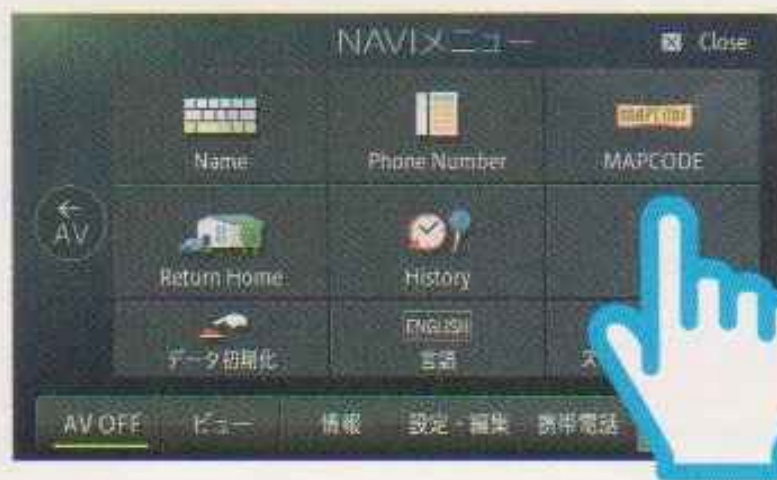 NAVIメニュー
Close
Name
Phone Number
MAPCODE
MAPCODE
← AV
Return Home
History
データ初期化
ENGLISH
言語
AV OFF
ビュー
情報
設定・編集
携帯電話